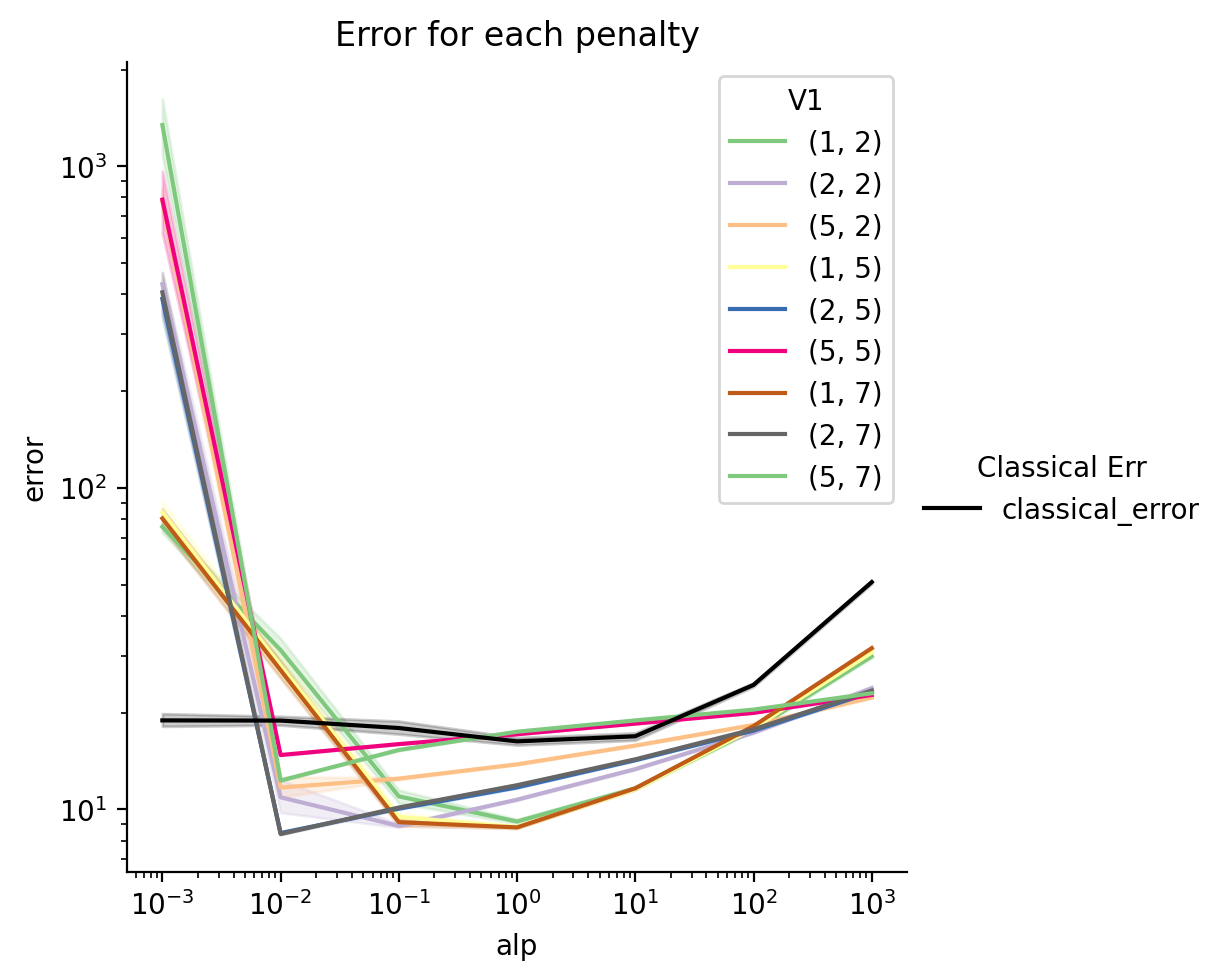 Error for each penalty
error
10³
10²
10¹
V1
(1, 2)
(2, 2)
(5, 2)
(1, 5)
(2, 5)
(5, 5)
(1, 7)
(2, 7)
(5, 7)
Classical Err
classical_error
10⁻³ 10⁻² 10⁻¹ 10⁰ 10¹ 10² 10³
alp